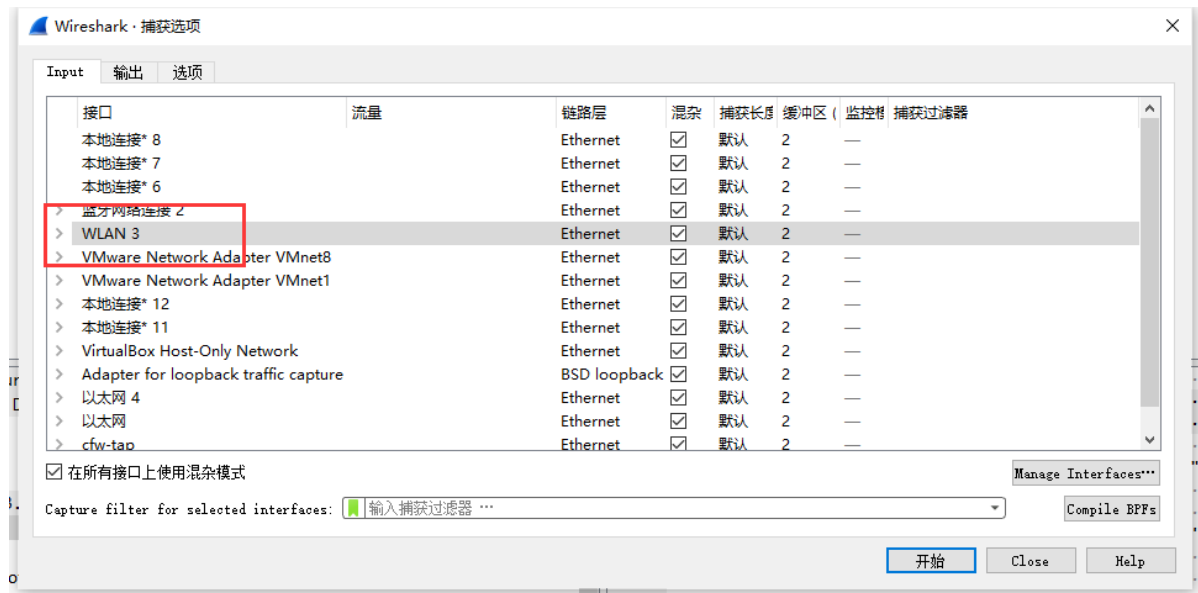 Wireshark · 捕获选项
Input 输出 选项
接口 流量 链路层 混杂 捕获长度 缓冲区 ( 监控模 捕获过滤器
本地连接* 8 Ethernet 默认 2 —
本地连接* 7 Ethernet 默认 2 —
本地连接* 6 Ethernet 默认 2 —
蓝牙网络连接 2 Ethernet 默认 2 —
WLAN 3 Ethernet 默认 2 —
VMware Network Adapter VMnet8 Ethernet 默认 2 —
VMware Network Adapter VMnet1 Ethernet 默认 2 —
本地连接* 12 Ethernet 默认 2 —
本地连接* 11 Ethernet 默认 2 —
VirtualBox Host-Only Network Ethernet 默认 2 —
Adapter for loopback traffic capture BSD loopback 默认 2 —
以太网 4 Ethernet 默认 2 —
以太网 Ethernet 默认 2 —
cfw-tap Ethernet 默认 2 —
在所有接口上使用混杂模式 Manage Interfaces…
Capture filter for selected interfaces: 输入捕获过滤器 … Compile BPFs
开始 Close Help